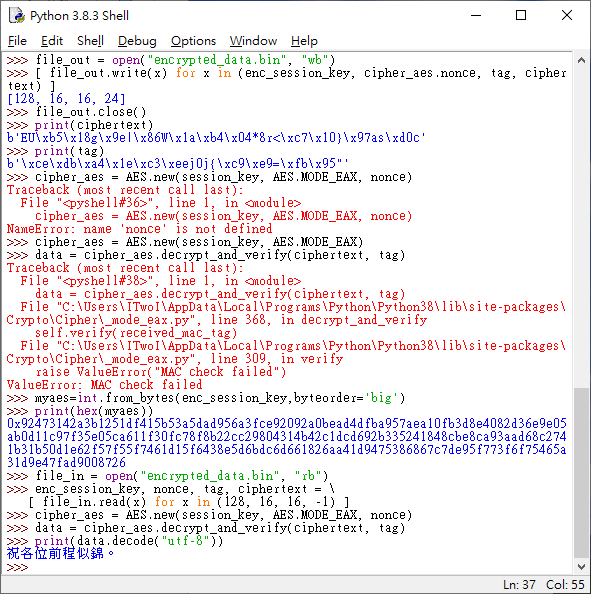 Python 3.8.3 Shell
File Edit Shell Debug Options Window Help
>>> file_out = open("encrypted_data.bin", "wb")
>>> [ file_out.write(x) for x in (enc_session_key, cipher_aes.nonce, tag, cipher
text) ]
[128, 16, 16, 24]
>>> file_out.close()
>>> print(ciphertext)
b'EU\xb5\x18g\x9e|\x86W\x1a\xb4\x04*8r<\xc7\x10}\x97as\xd0c'
>>> print(tag)
b'\xce\xdb\xa4\x1e\xc3\xeej0j{\xc9\xe9=\xfb\x95"'
>>> cipher_aes = AES.new(session_key, AES.MODE_EAX, nonce)
Traceback (most recent call last):
  File "<pyshell#36>", line 1, in <module>
    cipher_aes = AES.new(session_key, AES.MODE_EAX, nonce)
NameError: name 'nonce' is not defined
>>> cipher_aes = AES.new(session_key, AES.MODE_EAX)
>>> data = cipher_aes.decrypt_and_verify(ciphertext, tag)
Traceback (most recent call last):
  File "<pyshell#38>", line 1, in <module>
    data = cipher_aes.decrypt_and_verify(ciphertext, tag)
  File "C:\Users\ITwoI\AppData\Local\Programs\Python\Python38\lib\site-packages\
Crypto\Cipher\_mode_eax.py", line 368, in decrypt_and_verify
    self.verify(received_mac_tag)
  File "C:\Users\ITwoI\AppData\Local\Programs\Python\Python38\lib\site-packages\
Crypto\Cipher\_mode_eax.py", line 309, in verify
    raise ValueError("MAC check failed")
ValueError: MAC check failed
>>> myaes=int.from_bytes(enc_session_key,byteorder='big')
>>> print(hex(myaes))
0x92473142a3b1251df415b53a5dad956a3fce92092a0bead4dfba957aea10fb3d8e4082d36e9e05
ab0d11c97f35e05ca611f30fc78f8b22cc29804314b42c1dcd692b335241848cbe8ca93aad68c274
1b31b50d1e62f57f55f7461d15f6438e5d6bdc6d661826aa41d9475386867c7de95f773f6f75465a
31d9e47fad9008726
>>> file_in = open("encrypted_data.bin", "rb")
>>> enc_session_key, nonce, tag, ciphertext = \
   [ file_in.read(x) for x in (128, 16, 16, -1) ]
>>> cipher_aes = AES.new(session_key, AES.MODE_EAX, nonce)
>>> data = cipher_aes.decrypt_and_verify(ciphertext, tag)
>>> print(data.decode("utf-8"))
祝各位前程似錦。
>>>
Ln: 37 Col: 55